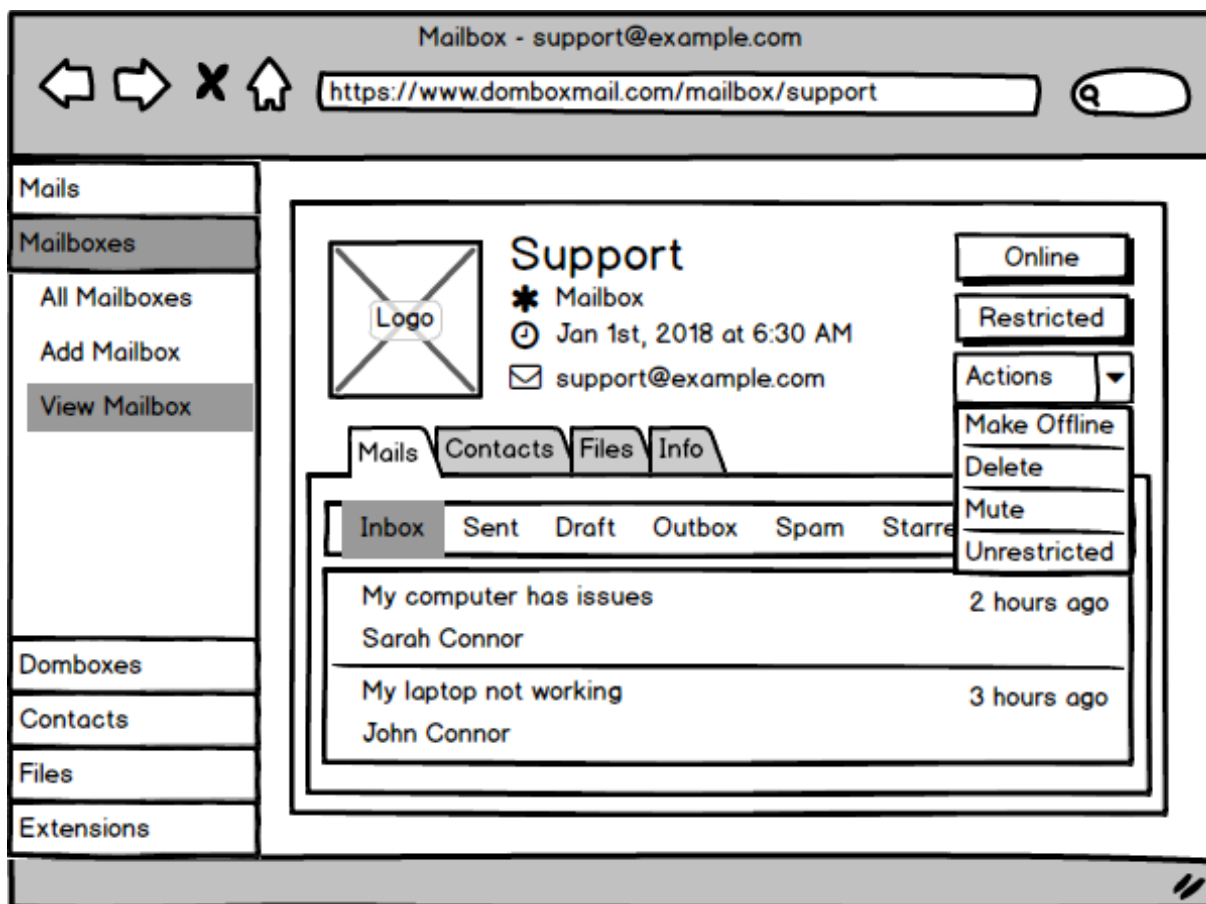 Mailbox - support@example.com
https://www.domboxmail.com/mailbox/support
Mails
Mailboxes
All Mailboxes
Add Mailbox
View Mailbox
Domboxes
Contacts
Files
Extensions
Logo
Support
Mailbox
Jan 1st, 2018 at 6:30 AM
support@example.com
Online
Restricted
Actions
Make Offline
Delete
Mute
Unrestricted
Mails Contacts Files Info
Inbox Sent Draft Outbox Spam Starre
My computer has issues 2 hours ago
Sarah Connor
My laptop not working 3 hours ago
John Connor